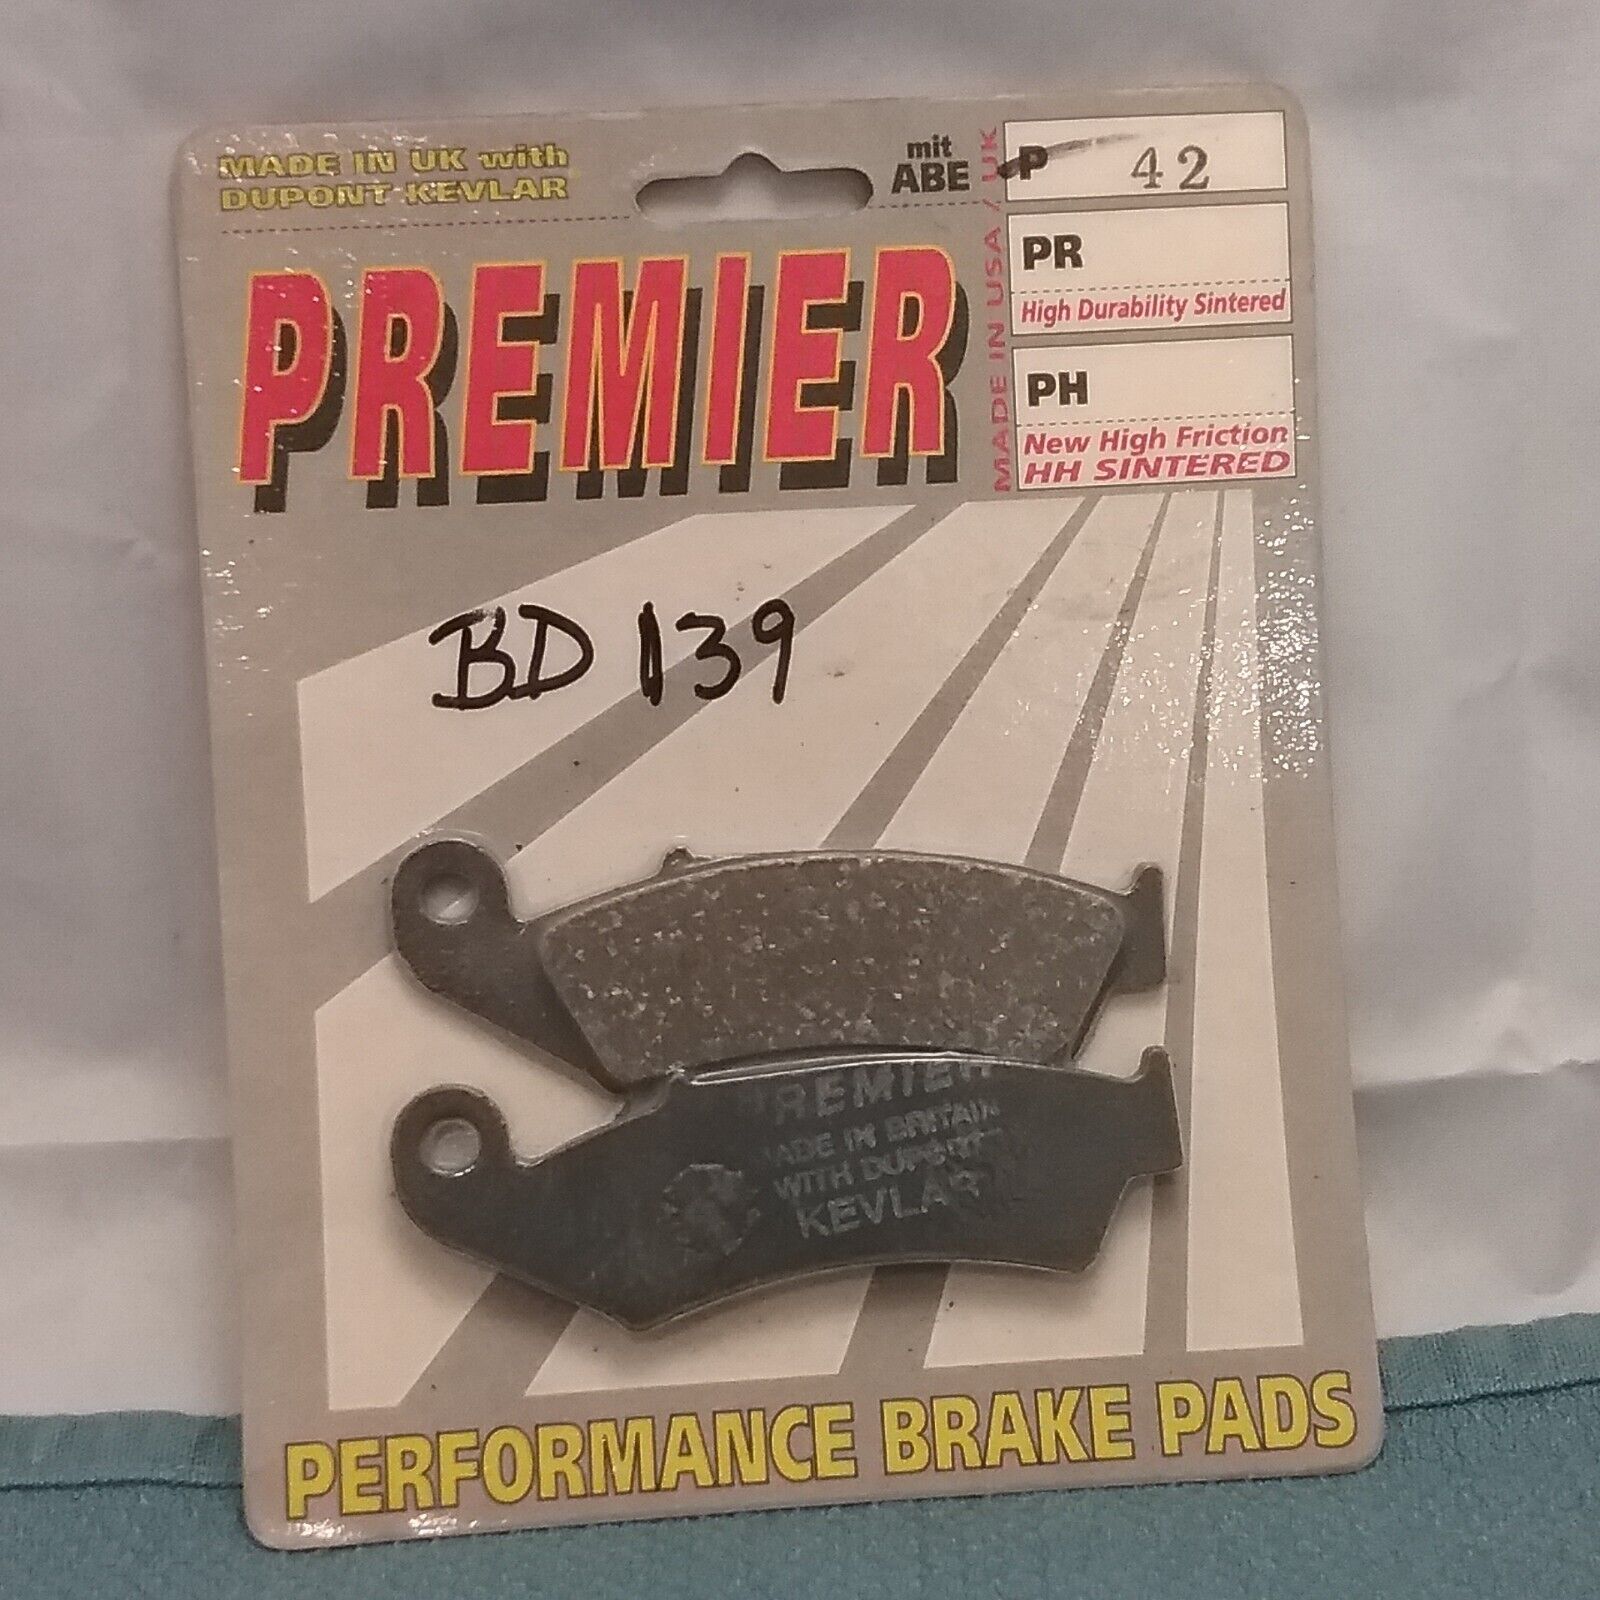 MADE IN UK with
DUPONT KEVLAR
mit
ABE
MADE IN USA / UK
P 42
PR
High Durability Sintered
PH
New High Friction
HH SINTERED
PREMIER
BD 139
PREMIER
MADE IN BRITAIN
WITH DUPONT
KEVLAR
PERFORMANCE BRAKE PADS